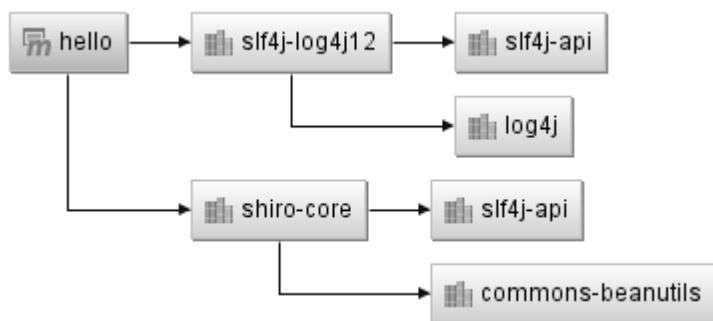 hello
slf4j-log4j12
slf4j-api
log4j
shiro-core
slf4j-api
commons-beanutils